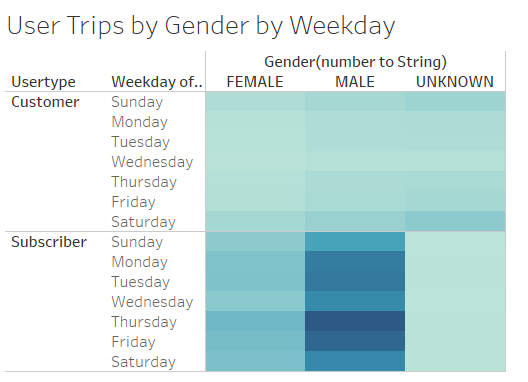 User Trips by Gender by Weekday
Gender(number to String)
Usertype Weekday of.. FEMALE MALE UNKNOWN
Customer Sunday
Monday
Tuesday
Wednesday
Thursday
Friday
Saturday
Subscriber Sunday
Monday
Tuesday
Wednesday
Thursday
Friday
Saturday